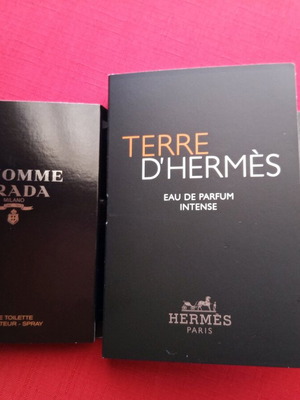 OMME
RADA
MILANO
E TOILETTE
TEUR - SPRAY
TERRE
D'HERMÈS
EAU DE PARFUM
INTENSE
HERMÈS
PARIS